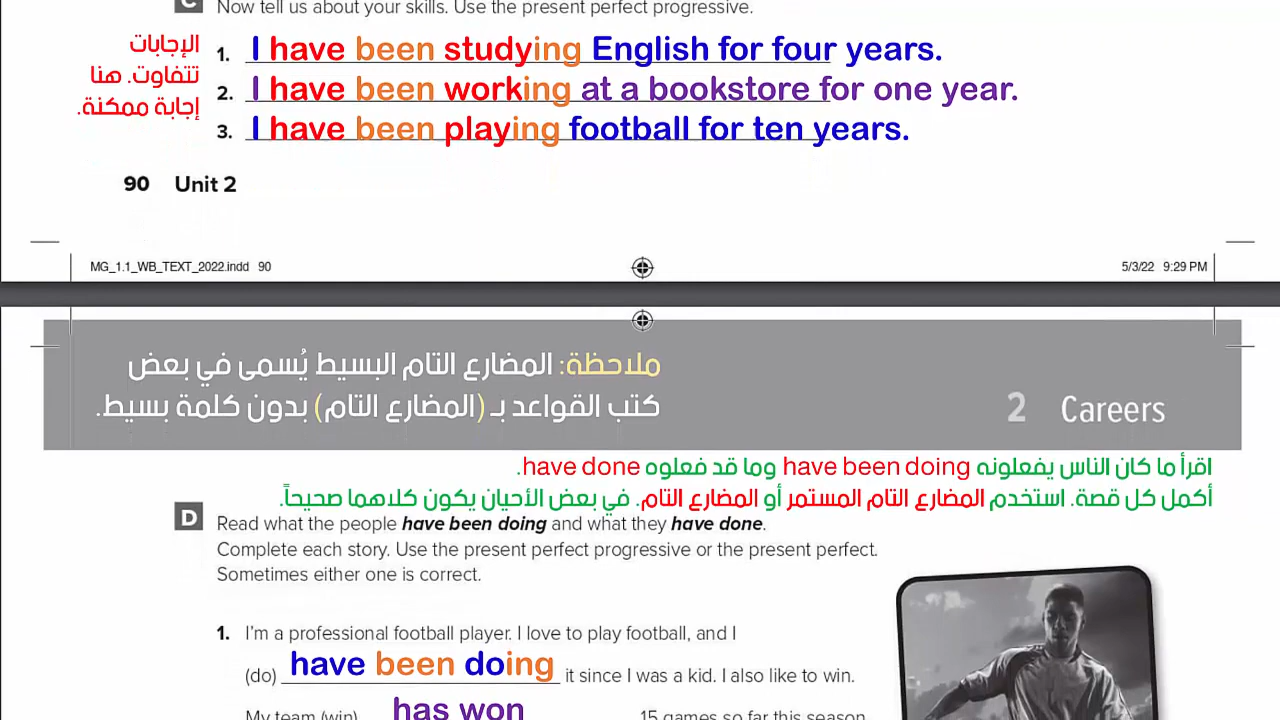 C Now tell us about your skills. Use the present perfect progressive.
الإجابات
تتفاوت. هنا
إجابة ممكنة.
1. I have been studying English for four years.
2. I have been working at a bookstore for one year.
3. I have been playing football for ten years.
90 Unit 2
MG_1.1_WB_TEXT_2022.indd 90 5/3/22 9:29 PM
ملاحظة: المضارع التام البسيط يُسمى في بعض
كتب القواعد بـ (المضارع التام) بدون كلمة بسيط.
2 Careers
اقرأ ما كان الناس يفعلونه have been doing وما قد فعلوه have done.
أكمل كل قصة. استخدم المضارع التام المستمر أو المضارع التام. في بعض الأحيان يكون كلاهما صحيحاً.
D Read what the people have been doing and what they have done.
Complete each story. Use the present perfect progressive or the present perfect.
Sometimes either one is correct.
1. I'm a professional football player. I love to play football, and I
(do) have been doing it since I was a kid. I also like to win.
My team (win) has won 15 games so far this season